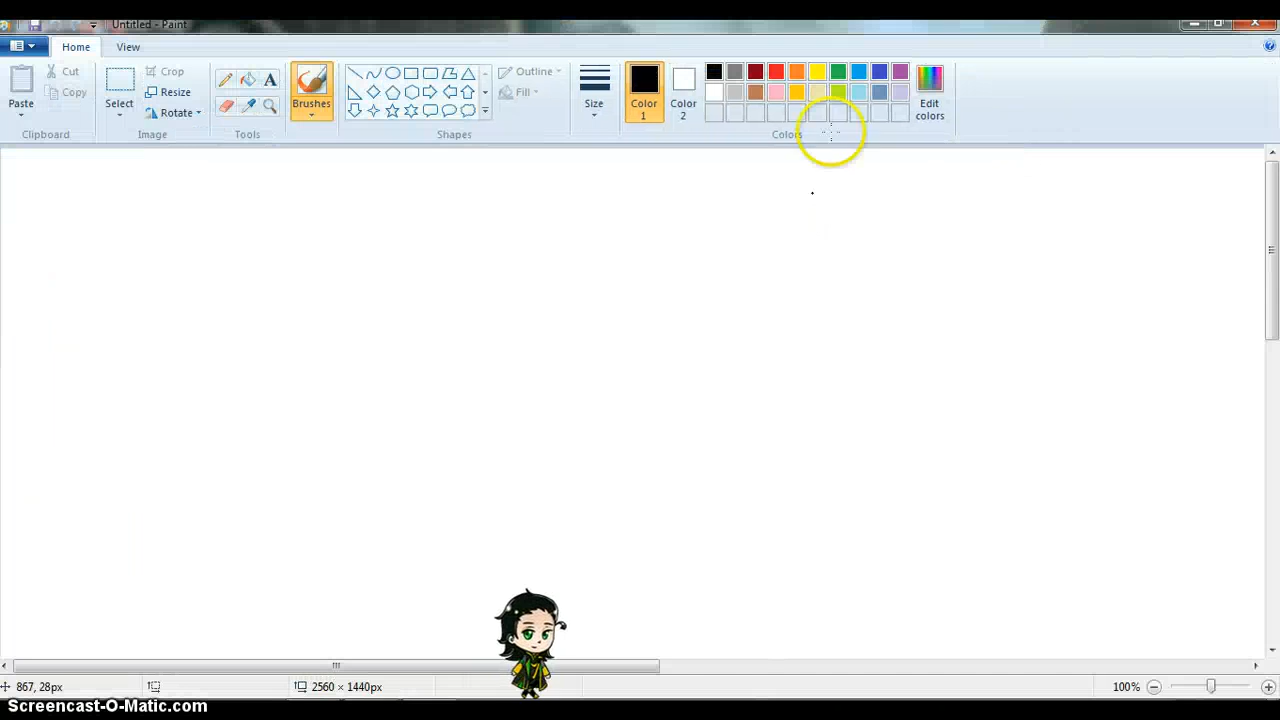 Untitled - Paint
Home View
Paste
Cut
Copy
Clipboard
Select
Crop
Resize
Rotate
Image
A
Tools
Brushes
Shapes
Outline
Fill
Size
Color
1
Color
2
Colors
Edit
colors
867, 28px
2560 × 1440px
100%
Screencast-O-Matic.com